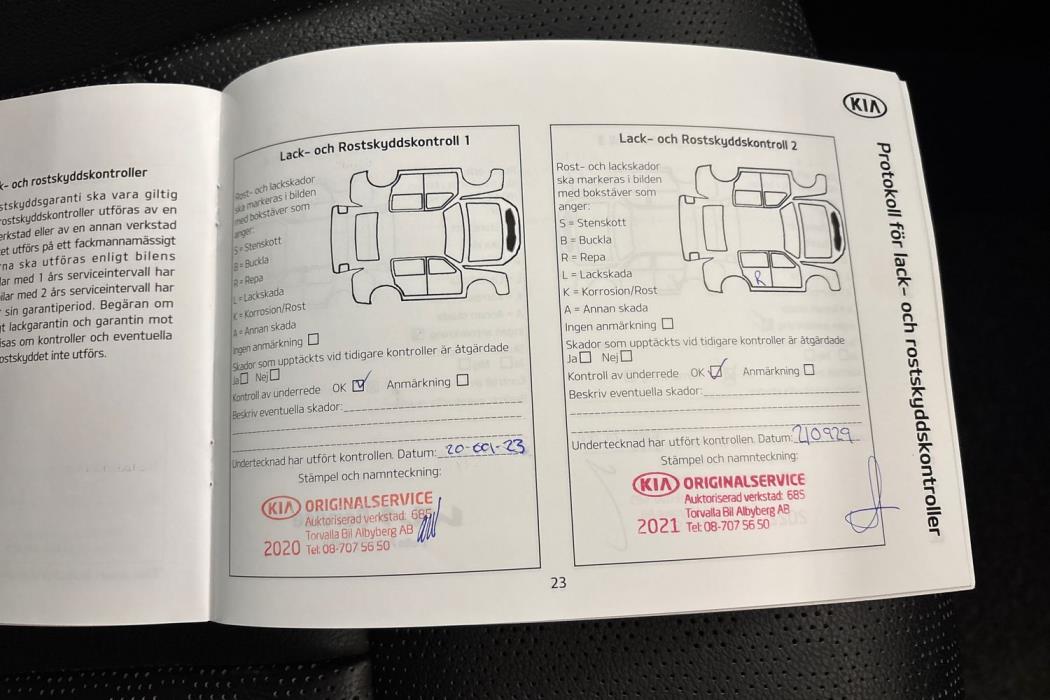 k- och rostskyddskontroller
stskyddsgaranti ska vara giltig
rostskyddskontroller utföras av en
erkstad eller av en annan verkstad
et utförs på ett fackmannamässigt
na ska utföras enligt bilens
lar med 1 års serviceintervall har
ilar med 2 års serviceintervall har
sin garantiperiod. Begäran om
t lackgarantin och garantin mot
isas om kontroller och eventuella
ostskyddet inte utförs.
Lack- och Rostskyddskontroll 1
Rost- och lackskador
ska markeras i bilden
med bokstäver som
anger:
S = Stenskott
B = Buckla
R = Repa
L = Lackskada
K = Korrosion/Rost
A = Annan skada
Ingen anmärkning
Skador som upptäckts vid tidigare kontroller är åtgärdade
Ja Nej
Kontroll av underrede OK Anmärkning
Beskriv eventuella skador:
Undertecknad har utfört kontrollen. Datum:
Stämpel och namnteckning:
KIA ORIGINALSERVICE
Auktoriserad verkstad: 685
Torvalla Bil Albyberg AB
2020 Tel: 08-707 56 50
Lack- och Rostskyddskontroll 2
Rost- och lackskador
ska markeras i bilden
med bokstäver som
anger:
S = Stenskott
B = Buckla
R = Repa
L = Lackskada
K = Korrosion/Rost
A = Annan skada
R
Ingen anmärkning
Skador som upptäckts vid tidigare kontroller är åtgärdade
Ja Nej
Kontroll av underrede OK Anmärkning
Beskriv eventuella skador:
Undertecknad har utfört kontrollen. Datum: 210929
Stämpel och namnteckning:
KIA ORIGINALSERVICE
Auktoriserad verkstad: 685
Torvalla Bil Albyberg AB
2021 Tel: 08-707 56 50
23
KIA
Protokoll för lack- och rostskyddskontroller